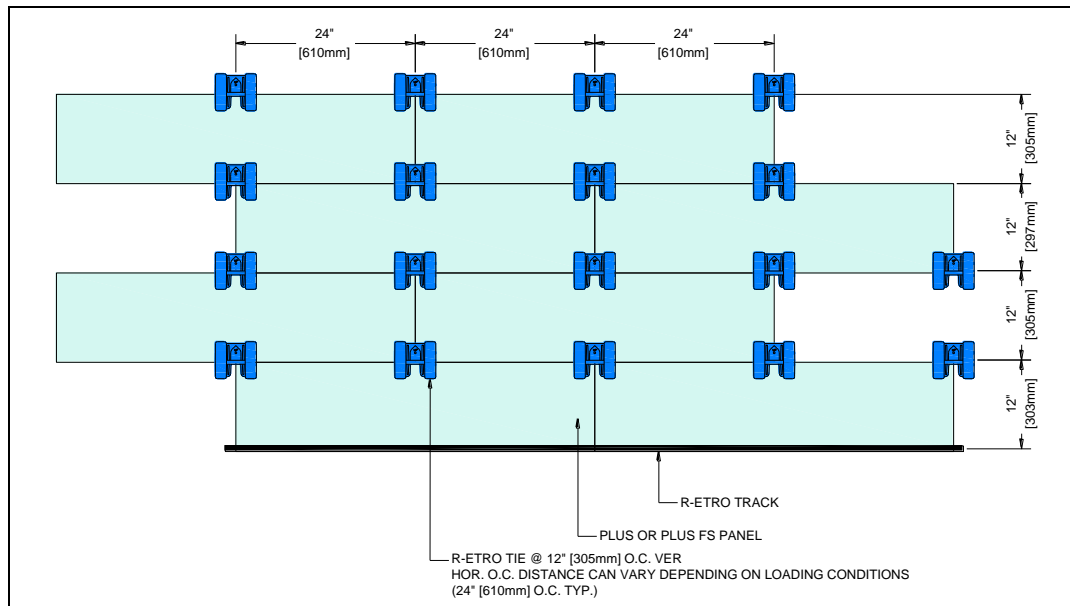 24"
[610mm]
24"
[610mm]
24"
[610mm]
12"
[305mm]
12"
[297mm]
12"
[305mm]
12"
[303mm]
R-ETRO TRACK
PLUS OR PLUS FS PANEL
R-ETRO TIE @ 12" [305mm] O.C. VER
HOR. O.C. DISTANCE CAN VARY DEPENDING ON LOADING CONDITIONS
(24" [610mm] O.C. TYP.)